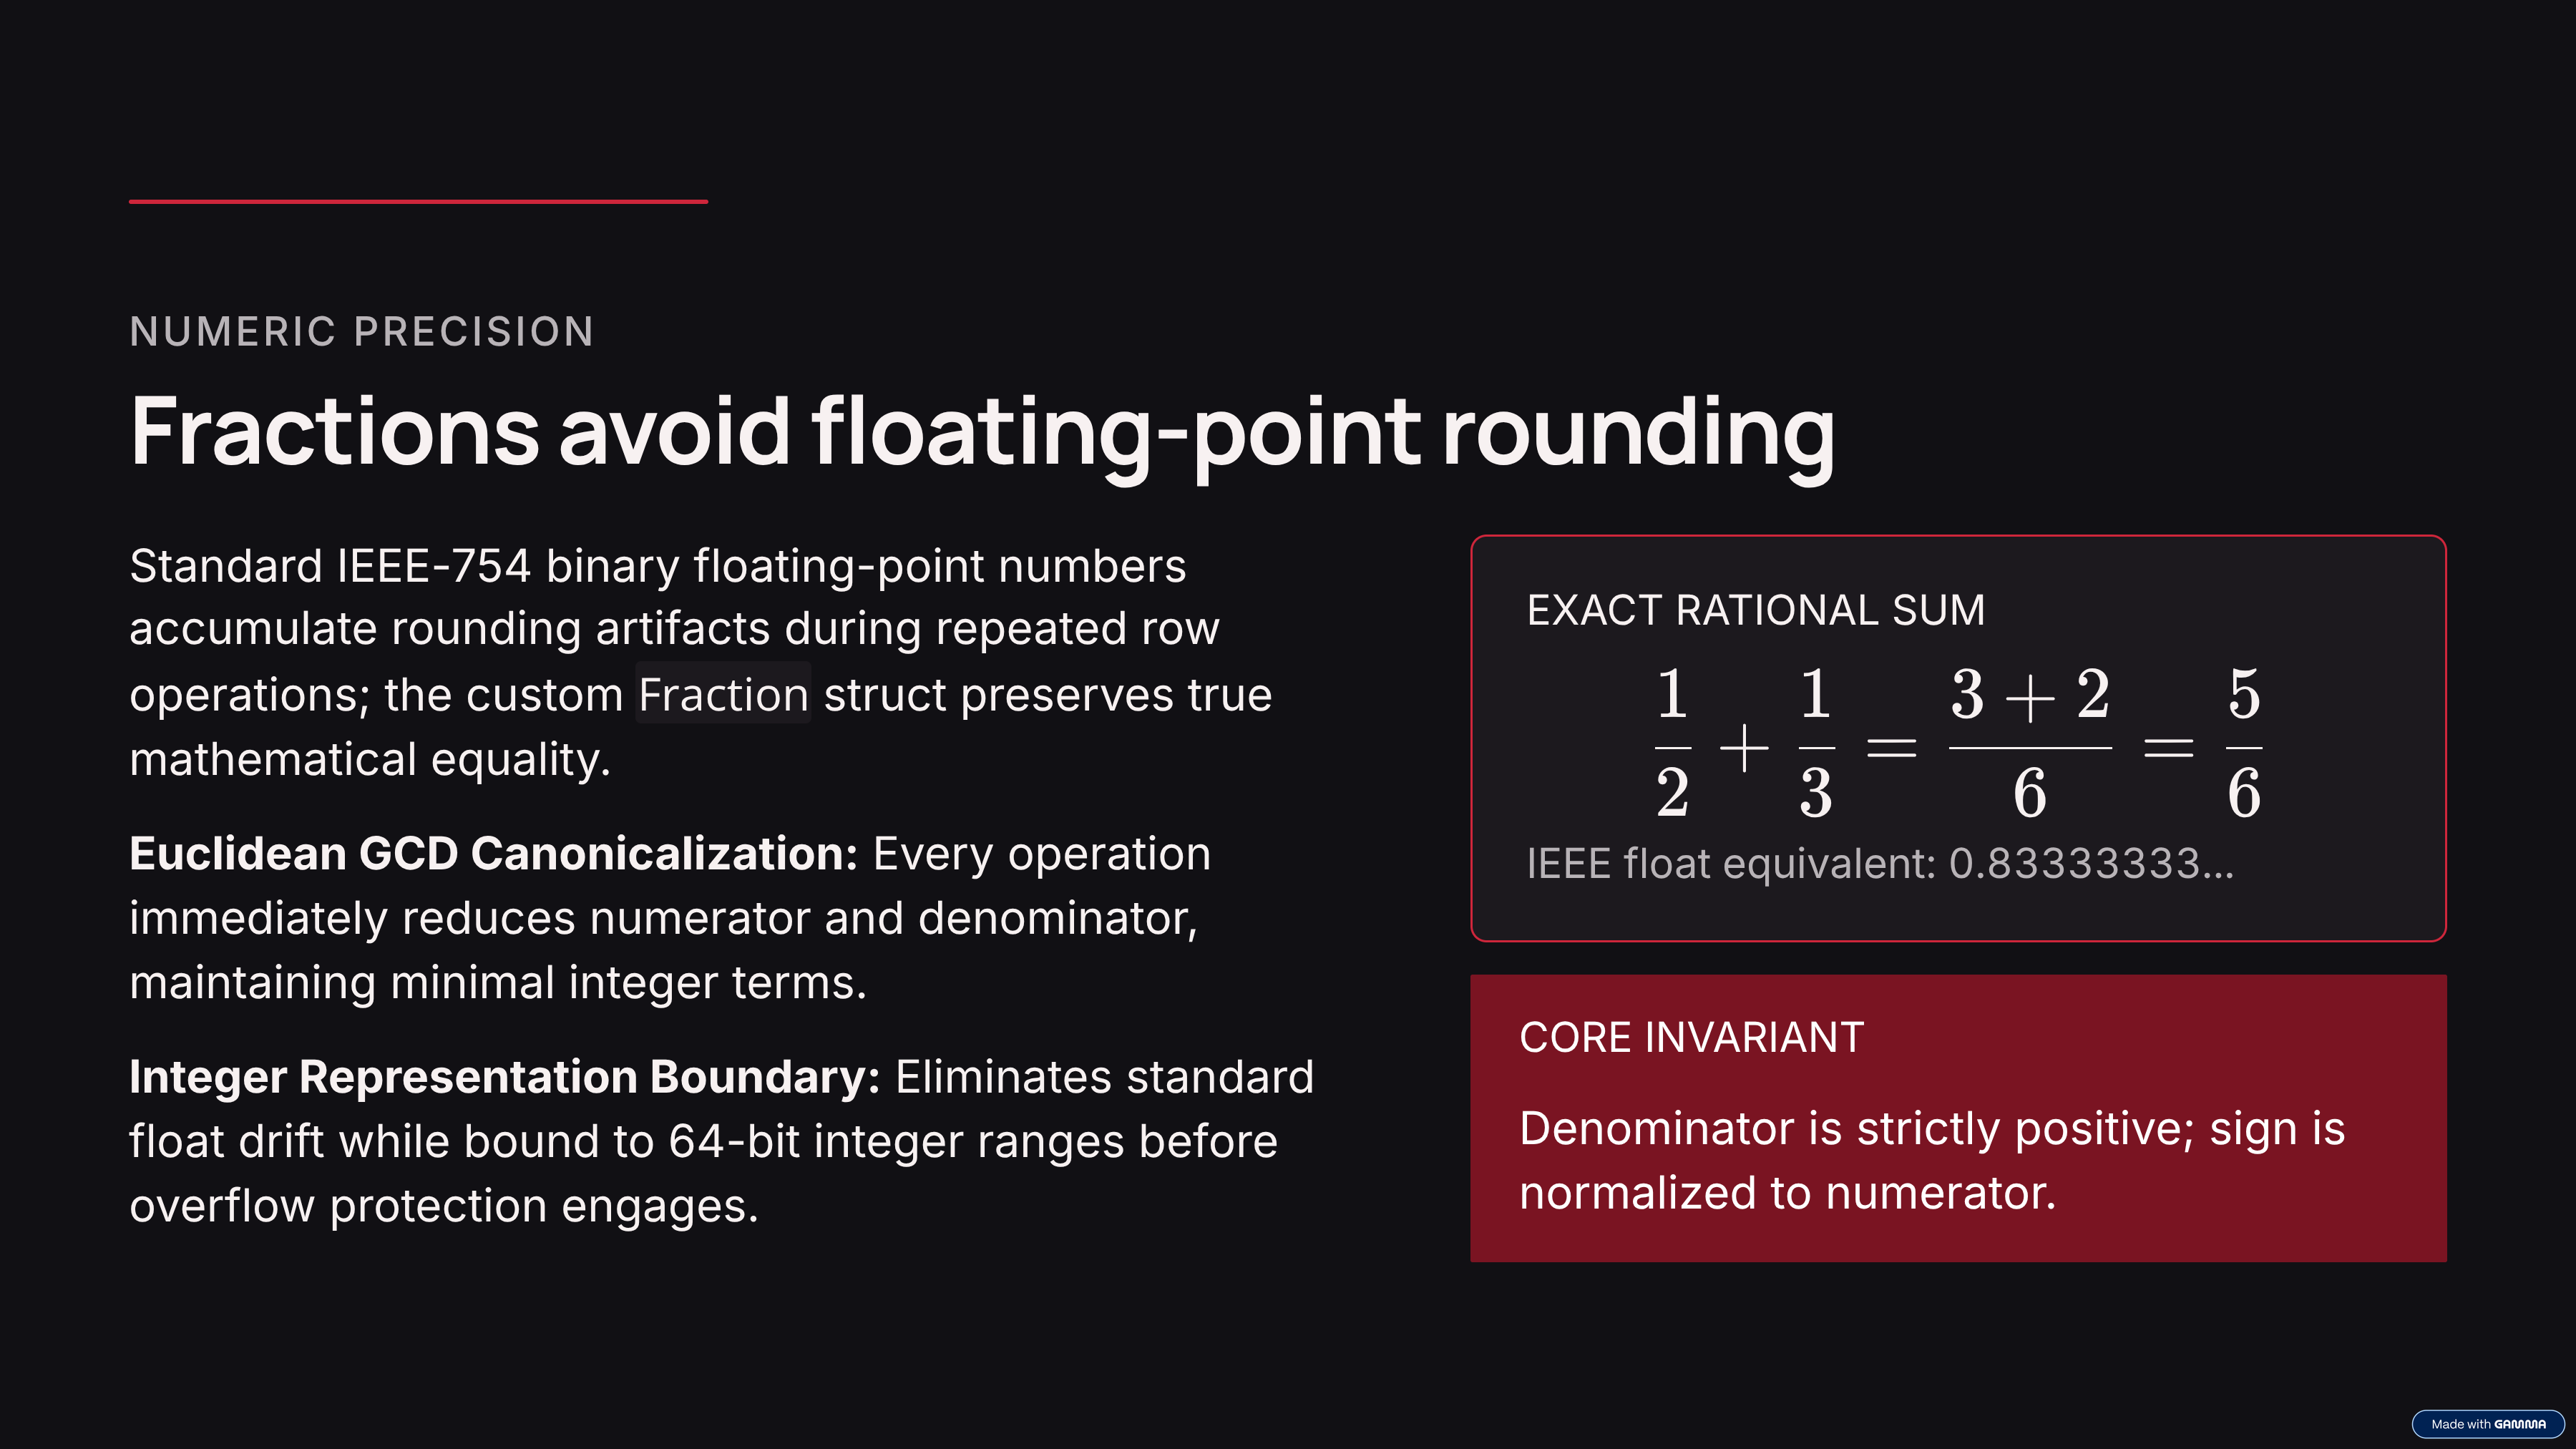 NUMERIC PRECISION
Fractions avoid floating-point rounding
Standard IEEE-754 binary floating-point numbers
accumulate rounding artifacts during repeated row
operations; the custom Fraction struct preserves true
mathematical equality.
Euclidean GCD Canonicalization: Every operation
immediately reduces numerator and denominator,
maintaining minimal integer terms.
Integer Representation Boundary: Eliminates standard
float drift while bound to 64-bit integer ranges before
overflow protection engages.
EXACT RATIONAL SUM
1/2 + 1/3 = (3 + 2)/6 = 5/6
IEEE float equivalent: 0.83333333...
CORE INVARIANT
Denominator is strictly positive; sign is
normalized to numerator.
Made with GAMMA